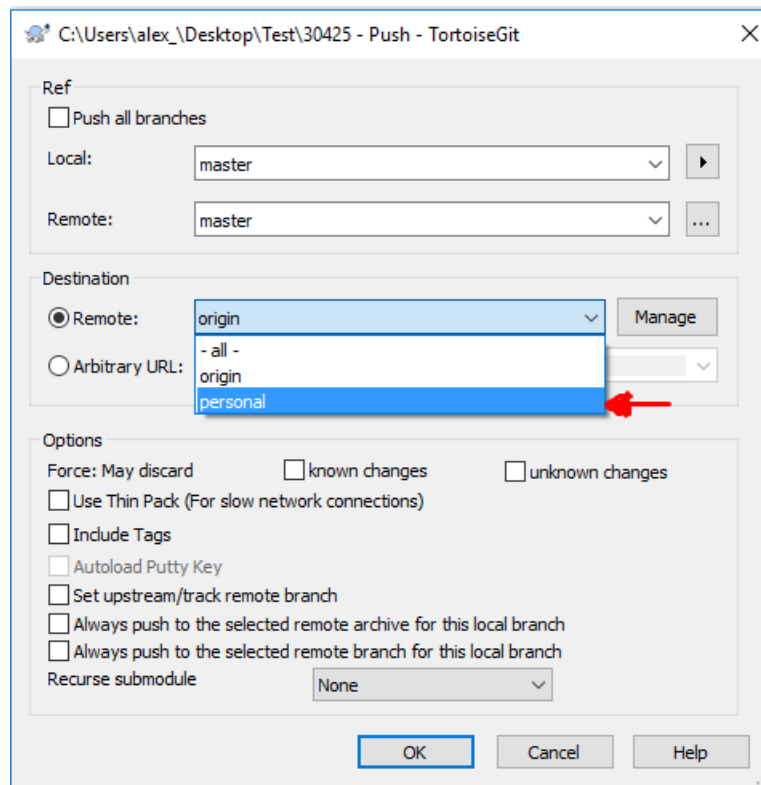 C:\Users\alex_\Desktop\Test\30425 - Push - TortoiseGit
Ref
Push all branches
Local: master
Remote: master ...
Destination
Remote: origin Manage
- all -
Arbitrary URL: origin
personal
Options
Force: May discard known changes unknown changes
Use Thin Pack (For slow network connections)
Include Tags
Autoload Putty Key
Set upstream/track remote branch
Always push to the selected remote archive for this local branch
Always push to the selected remote branch for this local branch
Recurse submodule None
OK Cancel Help